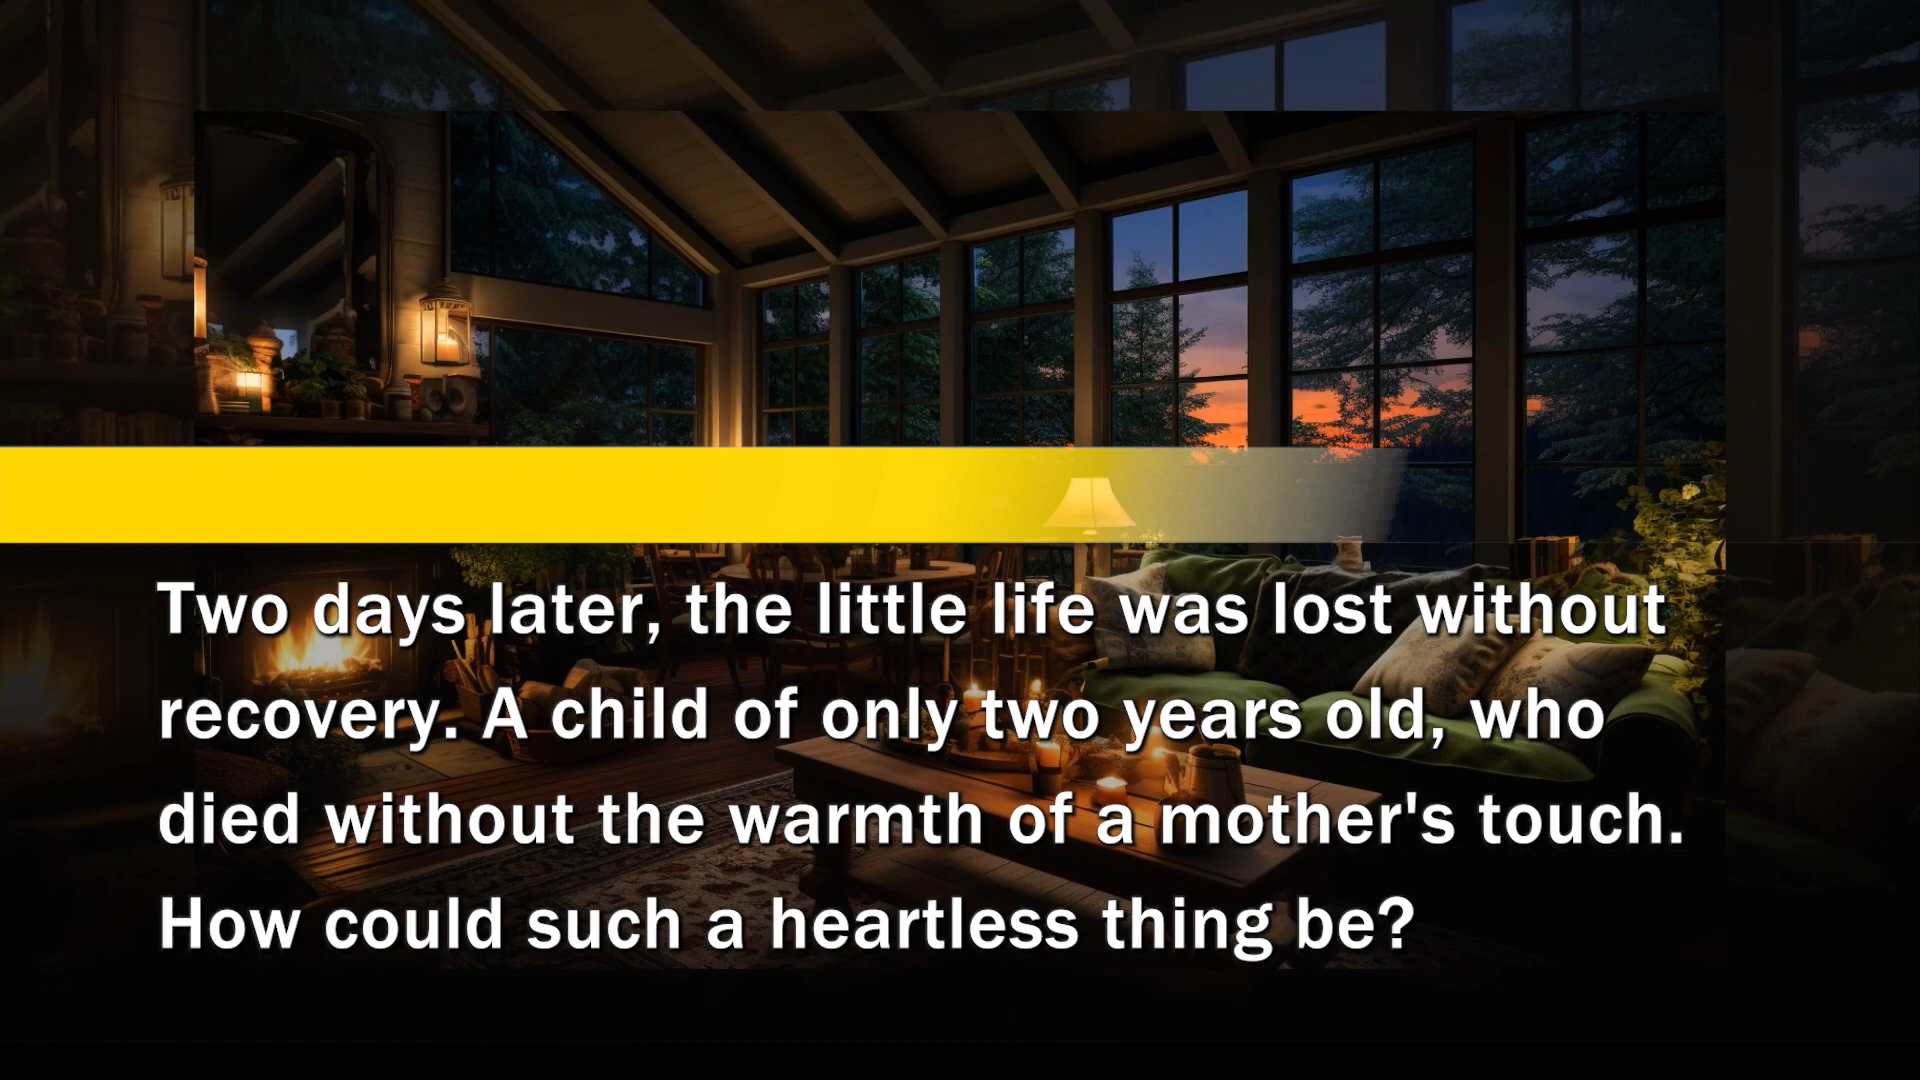 Two days later, the little life was lost without
recovery. A child of only two years old, who
died without the warmth of a mother's touch.
How could such a heartless thing be?